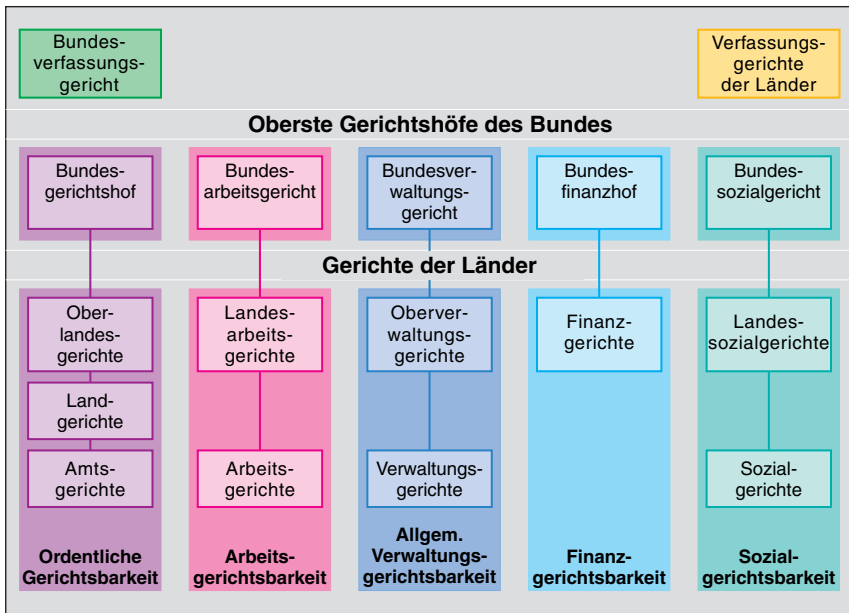 Bundes-
verfassungs-
gericht
Verfassungs-
gerichte
der Länder
Oberste Gerichtshöfe des Bundes
Bundes-
gerichtshof
Bundes-
arbeitsgericht
Bundesver-
waltungs-
gericht
Bundes-
finanzhof
Bundes-
sozialgericht
Gerichte der Länder
Ober-
landes-
gerichte
Landes-
arbeits-
gerichte
Oberver-
waltungs-
gerichte
Finanz-
gerichte
Landes-
sozialgerichte
Land-
gerichte
Amts-
gerichte
Arbeits-
gerichte
Verwaltungs-
gerichte
Sozial-
gerichte
Ordentliche
Gerichtsbarkeit
Arbeits-
gerichtsbarkeit
Allgem.
Verwaltungs-
gerichtsbarkeit
Finanz-
gerichtsbarkeit
Sozial-
gerichtsbarkeit